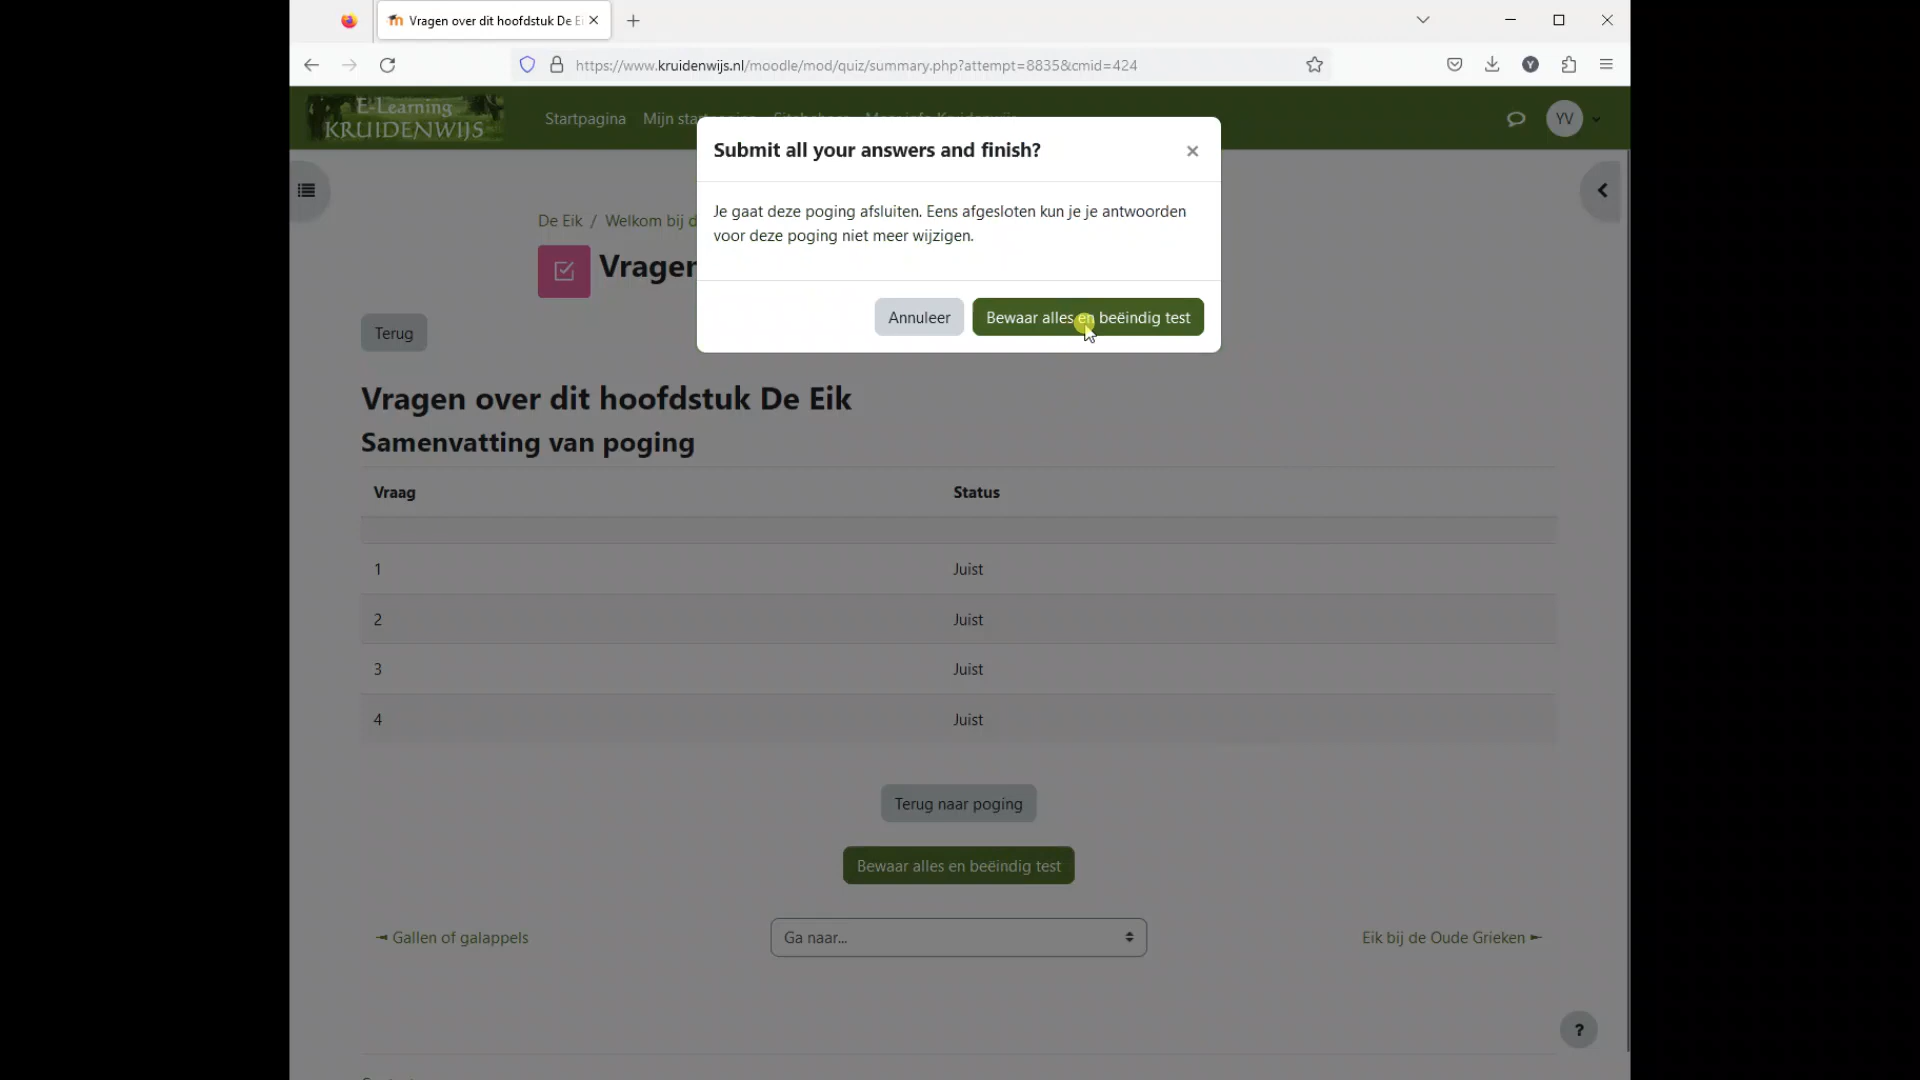 Vragen over dit hoofdstuk De Ei
https://www.kruidenwijs.nl/moodle/mod/quiz/summary.php?attempt=8835&cmid=424
Y
E-Learning
KRUIDENWIJS
Startpagina
YV
Submit all your answers and finish?
Je gaat deze poging afsluiten. Eens afgesloten kun je je antwoorden
voor deze poging niet meer wijzigen.
Annuleer
Bewaar alles en beëindig test
De Eik / Welkom bij d
Vragen
Terug
Vragen over dit hoofdstuk De Eik
Samenvatting van poging
Vraag Status
1 Juist
2 Juist
3 Juist
4 Juist
Terug naar poging
Bewaar alles en beëindig test
◄ Gallen of galappels
Ga naar...
Eik bij de Oude Grieken ►
?